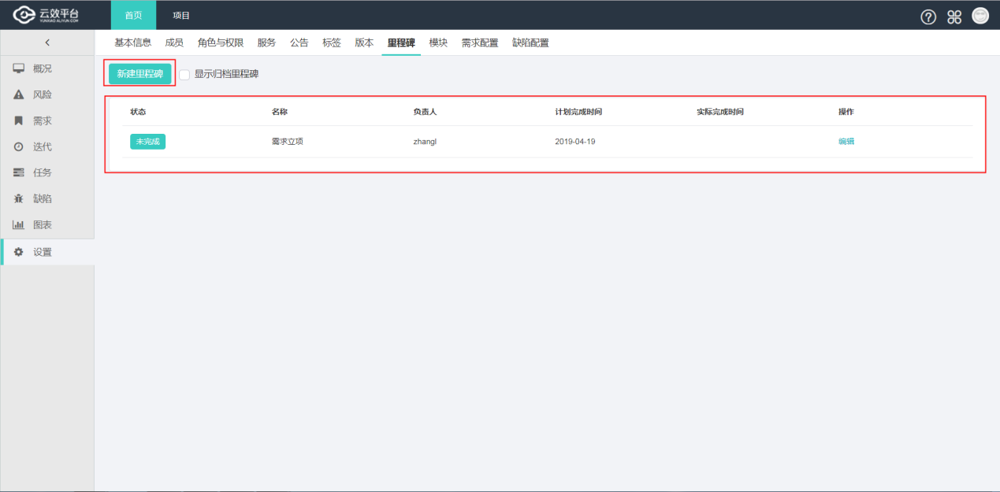 云效平台 首页 项目
YUNXIAO.ALIYUN.COM
基本信息 成员 角色与权限 服务 公告 标签 版本 里程碑 模块 需求配置 缺陷配置
概况
风险
需求
迭代
任务
缺陷
图表
设置
新建里程碑 显示归档里程碑
状态 名称 负责人 计划完成时间 实际完成时间 操作
未完成 需求立项 zhangl 2019-04-19 编辑